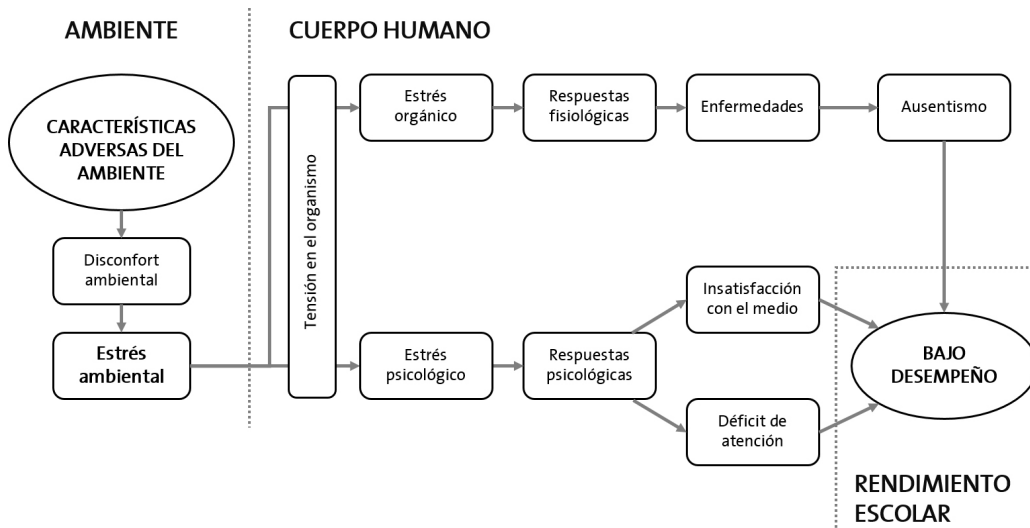 AMBIENTE
CUERPO HUMANO
CARACTERÍSTICAS
ADVERSAS DEL
AMBIENTE
Disconfort
ambiental
Estrés
ambiental
Tensión en el organismo
Estrés
orgánico
Respuestas
fisiológicas
Enfermedades
Ausentismo
Estrés
psicológico
Respuestas
psicológicas
Insatisfacción
con el medio
Déficit de
atención
BAJO
DESEMPEÑO
RENDIMIENTO
ESCOLAR